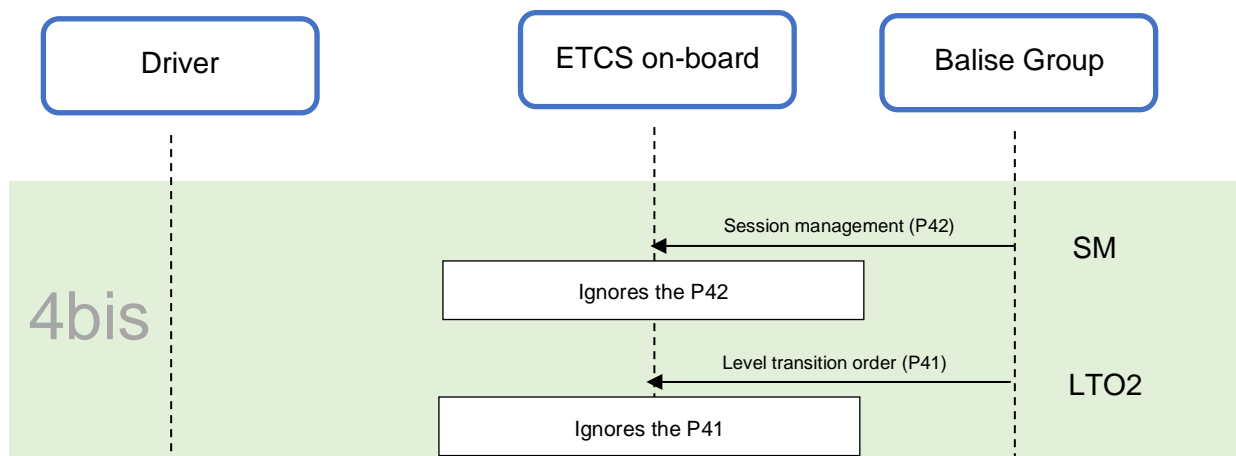 Driver
ETCS on-board
Balise Group
Session management (P42)
SM
Ignores the P42
4bis
Level transition order (P41)
LTO2
Ignores the P41